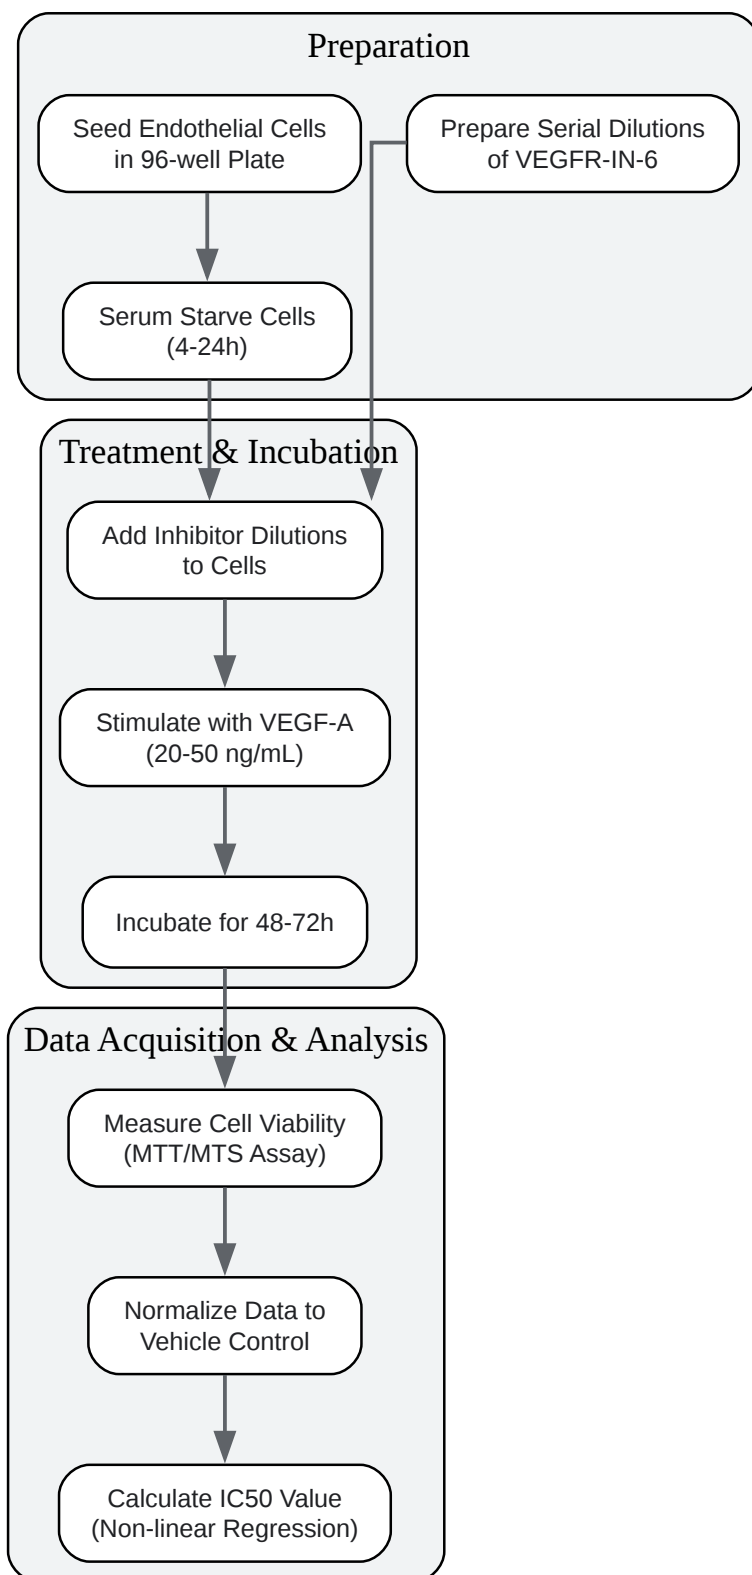 Preparation
Seed Endothelial Cells
in 96-well Plate
Prepare Serial Dilutions
of VEGFR-IN-6
Serum Starve Cells
(4-24h)
Treatment & Incubation
Add Inhibitor Dilutions
to Cells
Stimulate with VEGF-A
(20-50 ng/mL)
Incubate for 48-72h
Data Acquisition & Analysis
Measure Cell Viability
(MTT/MTS Assay)
Normalize Data to
Vehicle Control
Calculate IC50 Value
(Non-linear Regression)